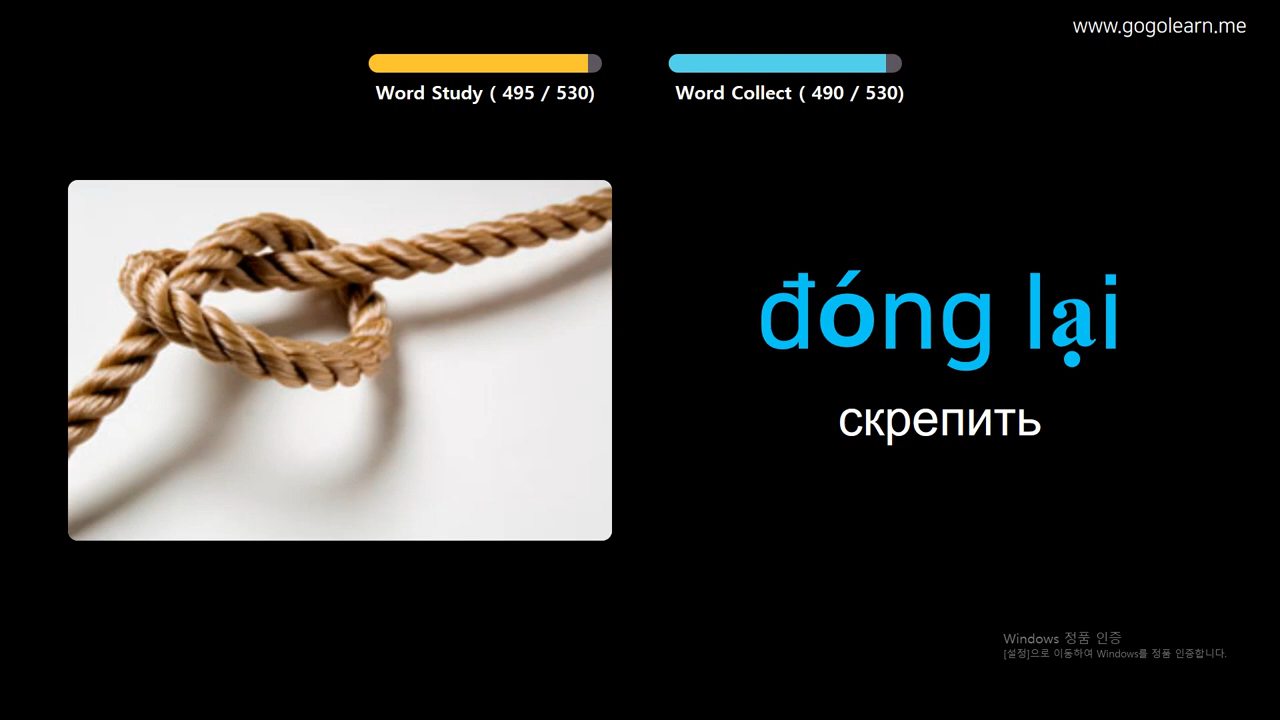 www.gogolearn.me
Word Study ( 495 / 530)
Word Collect ( 490 / 530)
đóng lại
скрепить
Windows 정품 인증
[설정]으로 이동하여 Windows를 정품 인증합니다.